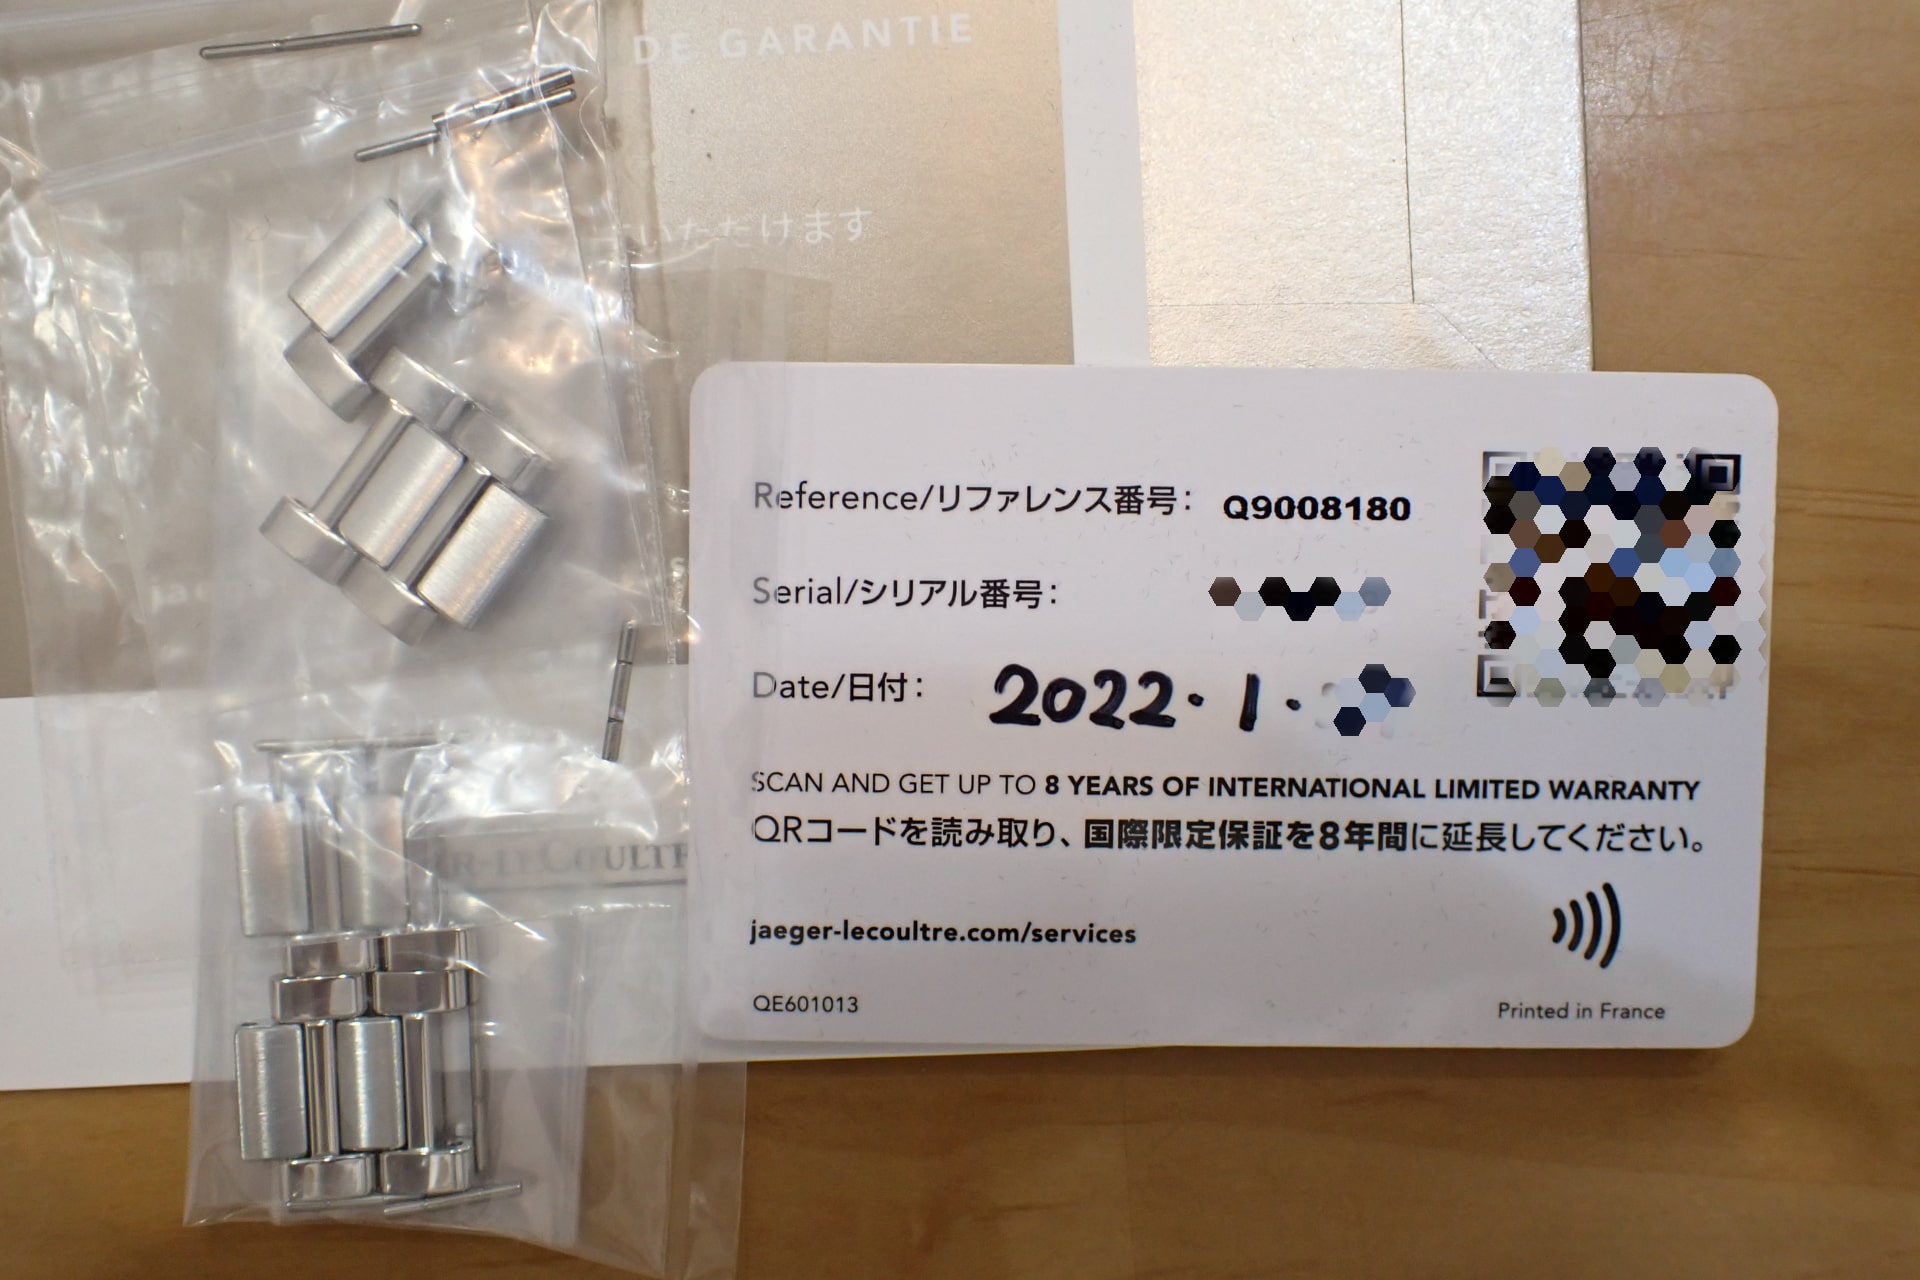 DE GARANTIE
いただけます
Reference/リファレンス番号: Q9008180
Serial/シリアル番号:
Date/日付: 2022・1・
SCAN AND GET UP TO 8 YEARS OF INTERNATIONAL LIMITED WARRANTY
QRコードを読み取り、国際限定保証を8年間に延長してください。
LECOULTRE
jaeger-lecoultre.com/services
QE601013
Printed in France